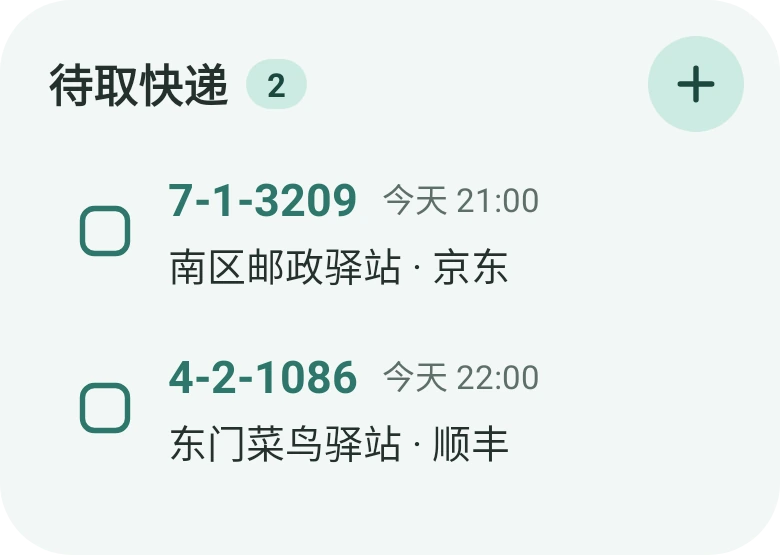 待取快递 2
7-1-3209 今天 21:00
南区邮政驿站 · 京东
4-2-1086 今天 22:00
东门菜鸟驿站 · 顺丰